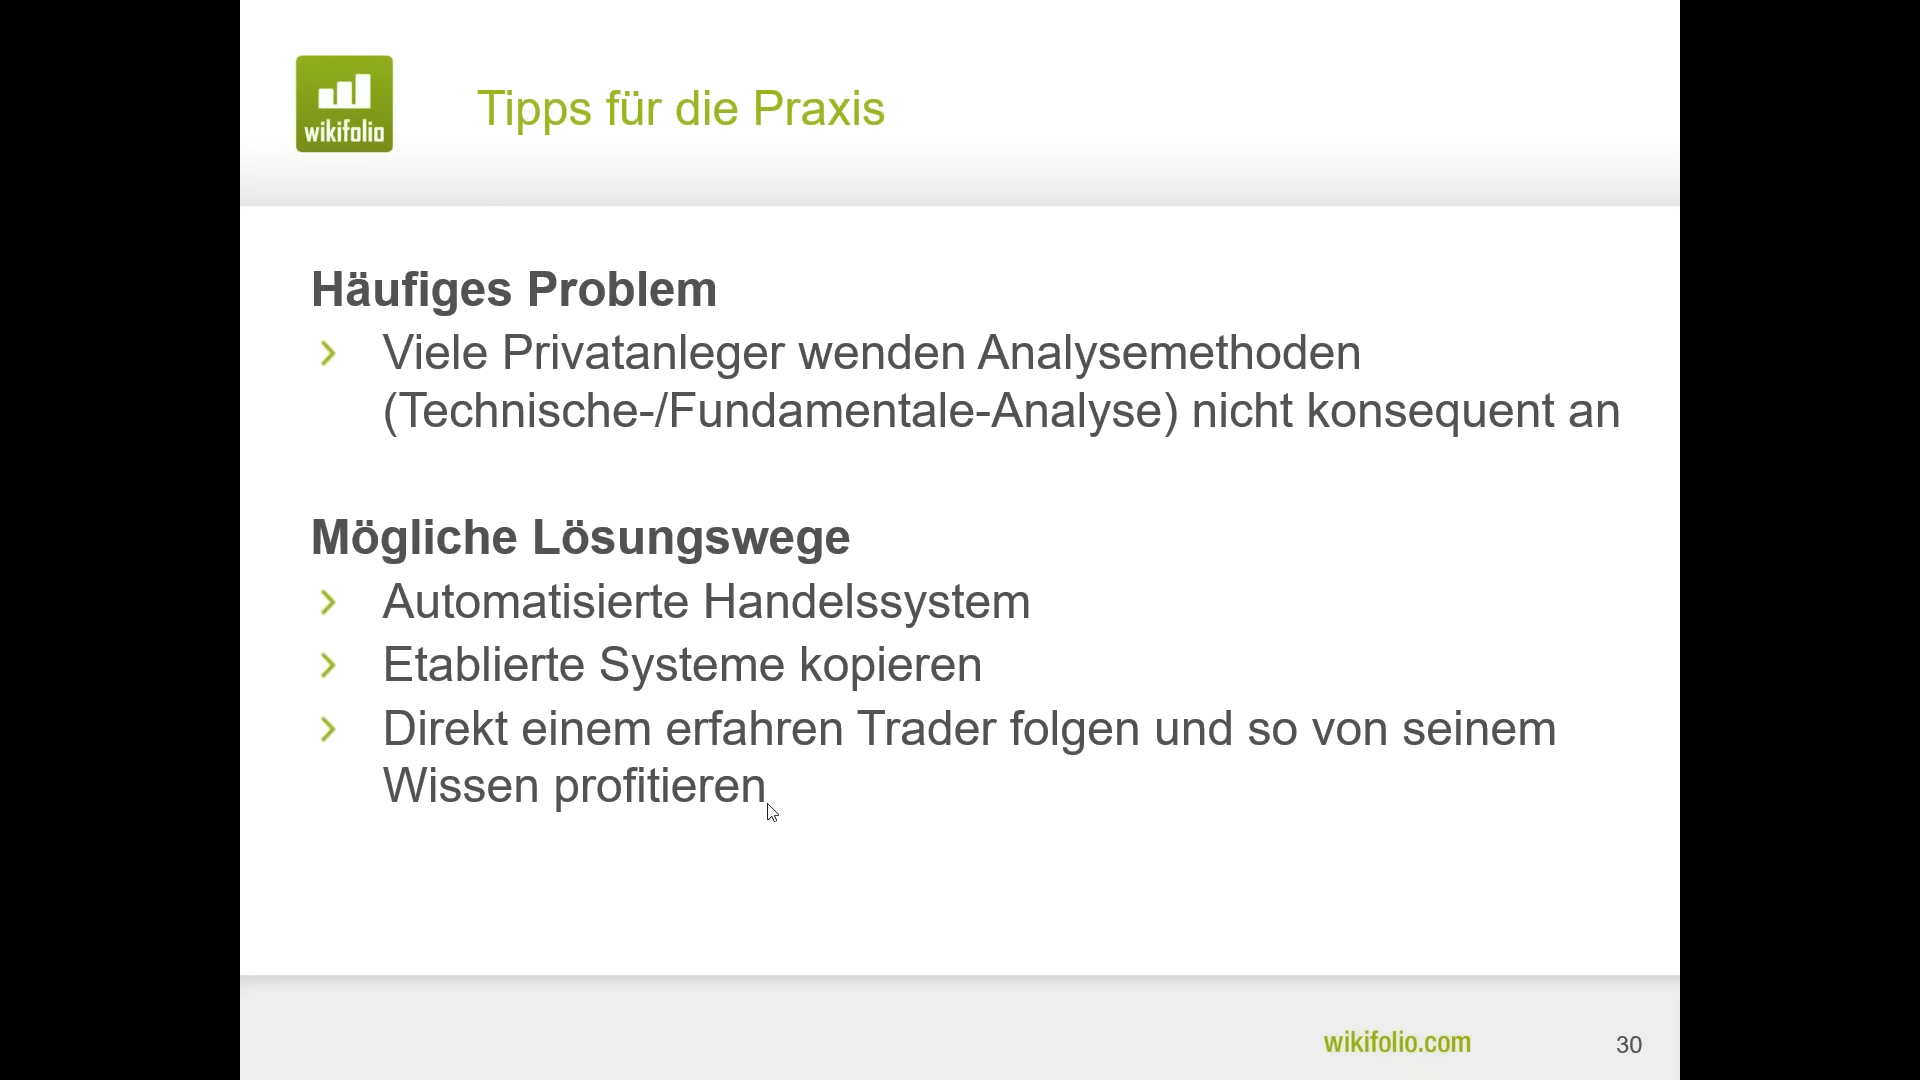 wikifolio
Tipps für die Praxis
Häufiges Problem
Viele Privatanleger wenden Analysemethoden
(Technische-/Fundamentale-Analyse) nicht konsequent an
Mögliche Lösungswege
Automatisierte Handelssystem
Etablierte Systeme kopieren
Direkt einem erfahren Trader folgen und so von seinem
Wissen profitieren
wikifolio.com
30